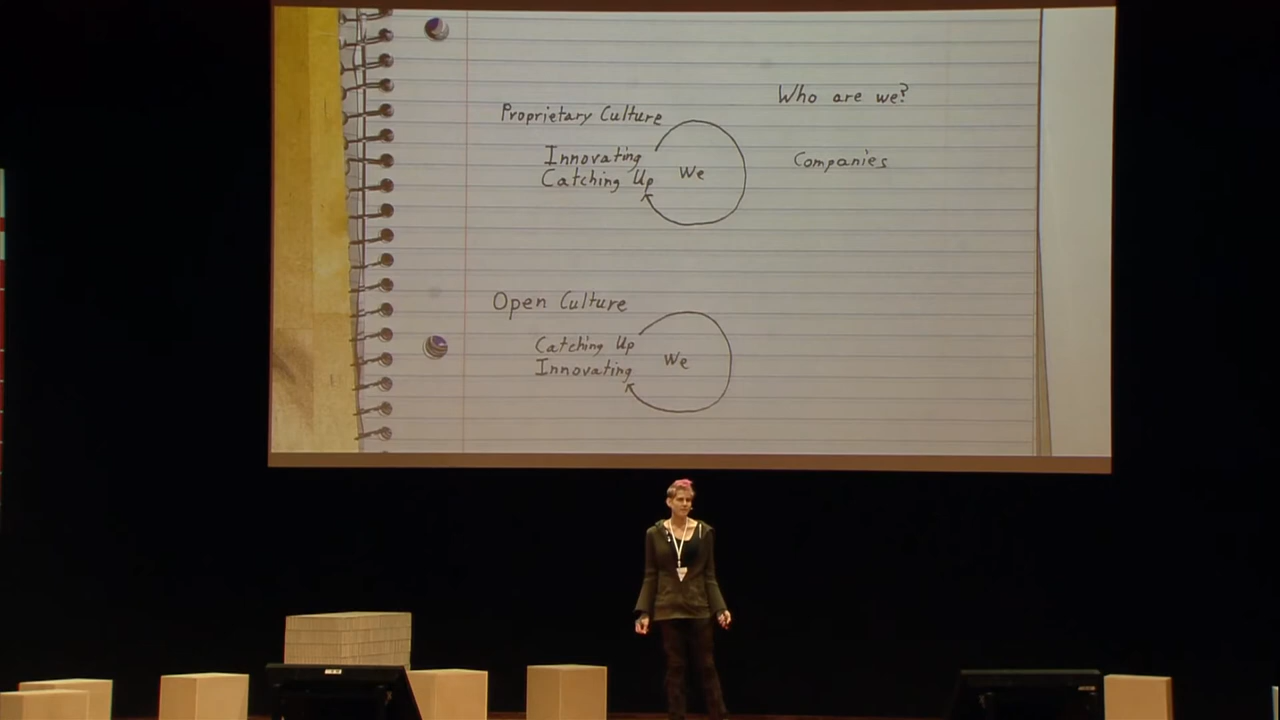 Who are we?
Proprietary Culture
Innovating
Catching Up
We
Companies
Open Culture
Catching Up
Innovating
We